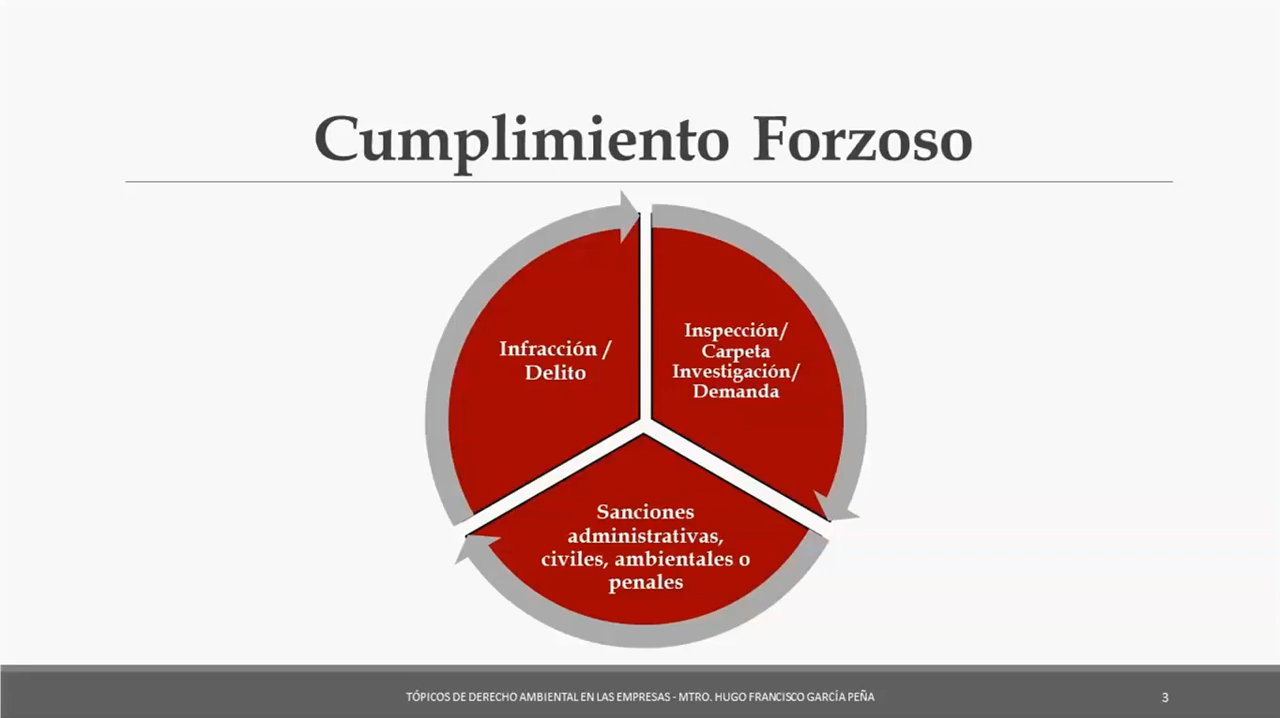 Cumplimiento Forzoso
Infracción /
Delito
Inspección/
Carpeta
Investigación/
Demanda
Sanciones
administrativas,
civiles, ambientales o
penales
TÓPICOS DE DERECHO AMBIENTAL EN LAS EMPRESAS - MTRO. HUGO FRANCISCO GARCÍA PEÑA
3